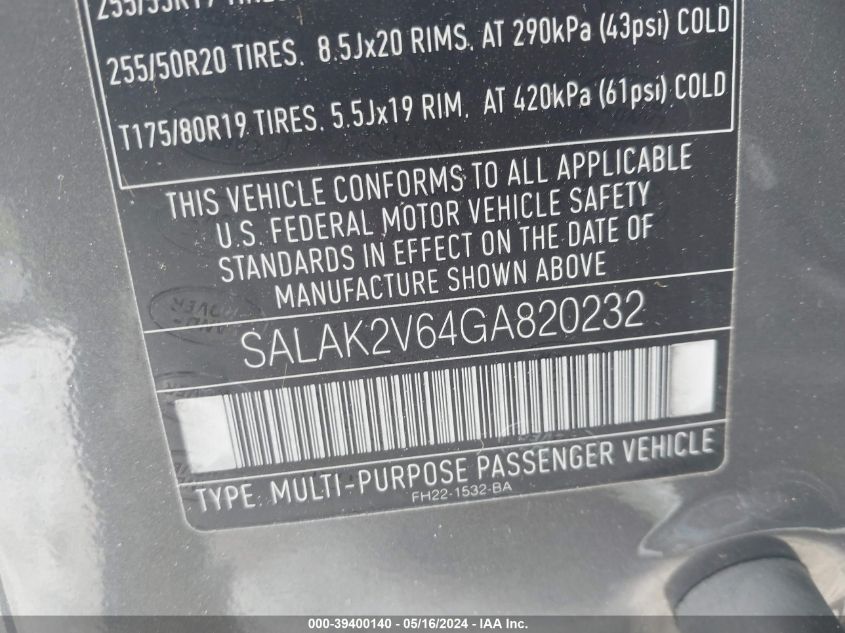 TIRES.
255/50R20 TIRES. 8.5Jx20 RIMS. AT 290kPa (43psi) COLD
T175/80R19 TIRES. 5.5Jx19 RIM. AT 420kPa (61psi) COLD
THIS VEHICLE CONFORMS TO ALL APPLICABLE
U.S. FEDERAL MOTOR VEHICLE SAFETY
STANDARDS IN EFFECT ON THE DATE OF
MANUFACTURE SHOWN ABOVE
SALAK2V64GA820232
TYPE: MULTI-PURPOSE PASSENGER VEHICLE
FH22-1532-BA
000-39400140 - 05/16/2024 - IAA Inc.